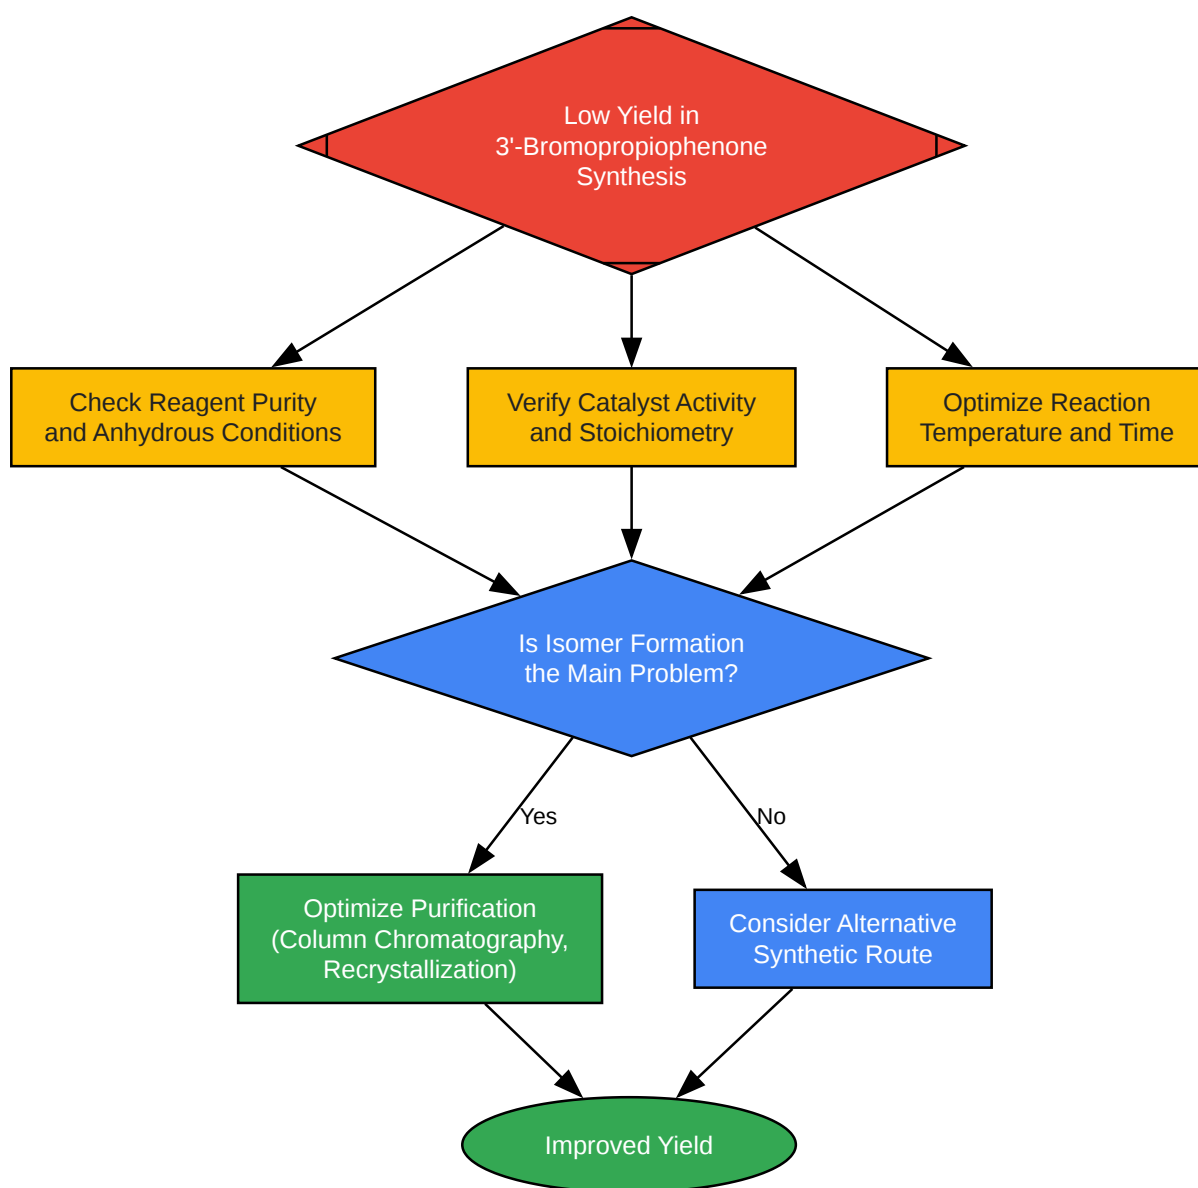 Low Yield in
3'-Bromopropiophenone
Synthesis
Check Reagent Purity
and Anhydrous Conditions
Verify Catalyst Activity
and Stoichiometry
Optimize Reaction
Temperature and Time
Is Isomer Formation
the Main Problem?
Yes
No
Optimize Purification
(Column Chromatography,
Recrystallization)
Consider Alternative
Synthetic Route
Improved Yield